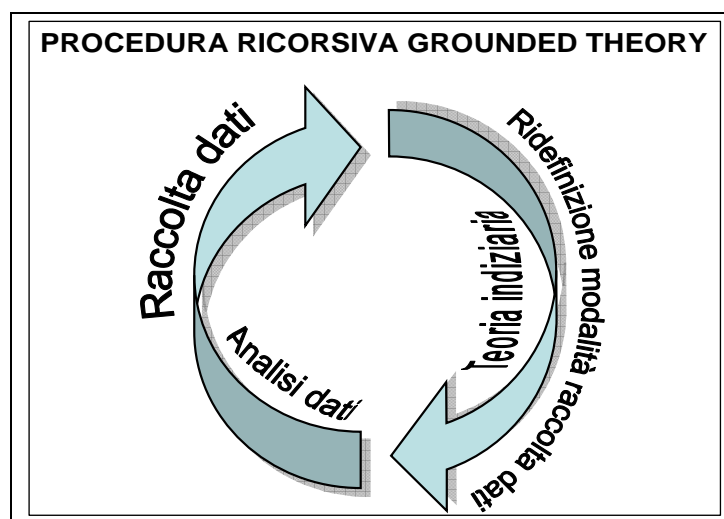 PROCEDURA RICORSIVA GROUNDED THEORY
Raccolta dati
Ridefinizione modalità raccolta dati
Teoria indiziaria
Analisi dati